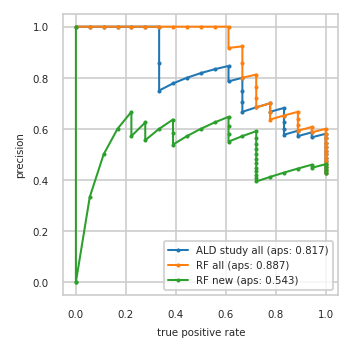 1.0
0.8
0.6
0.4
0.2
0.0
precision
0.0 0.2 0.4 0.6 0.8 1.0
true positive rate
ALD study all (aps: 0.817)
RF all (aps: 0.887)
RF new (aps: 0.543)